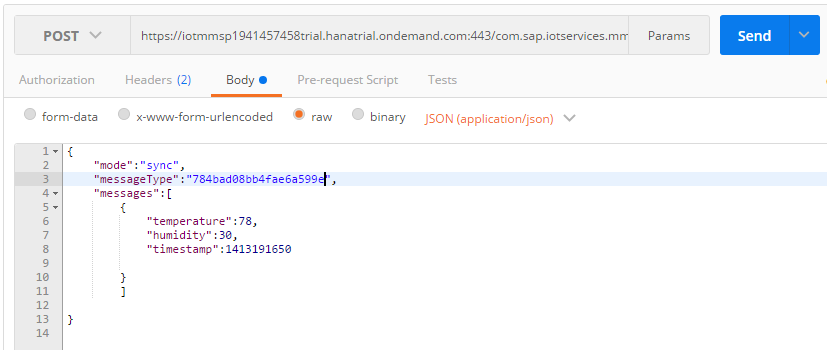 POST https://iotmmsp1941457458trial.hanatrial.ondemand.com:443/com.sap.iotservices.mm Params Send
Authorization Headers (2) Body Pre-request Script Tests
form-data x-www-form-urlencoded raw binary JSON (application/json)
1 {
2 "mode":"sync",
3 "messageType":"784bad08bb4fae6a599e",
4 "messages":[
5 {
6 "temperature":78,
7 "humidity":30,
8 "timestamp":1413191650
9
10 }
11 ]
12
13 }
14